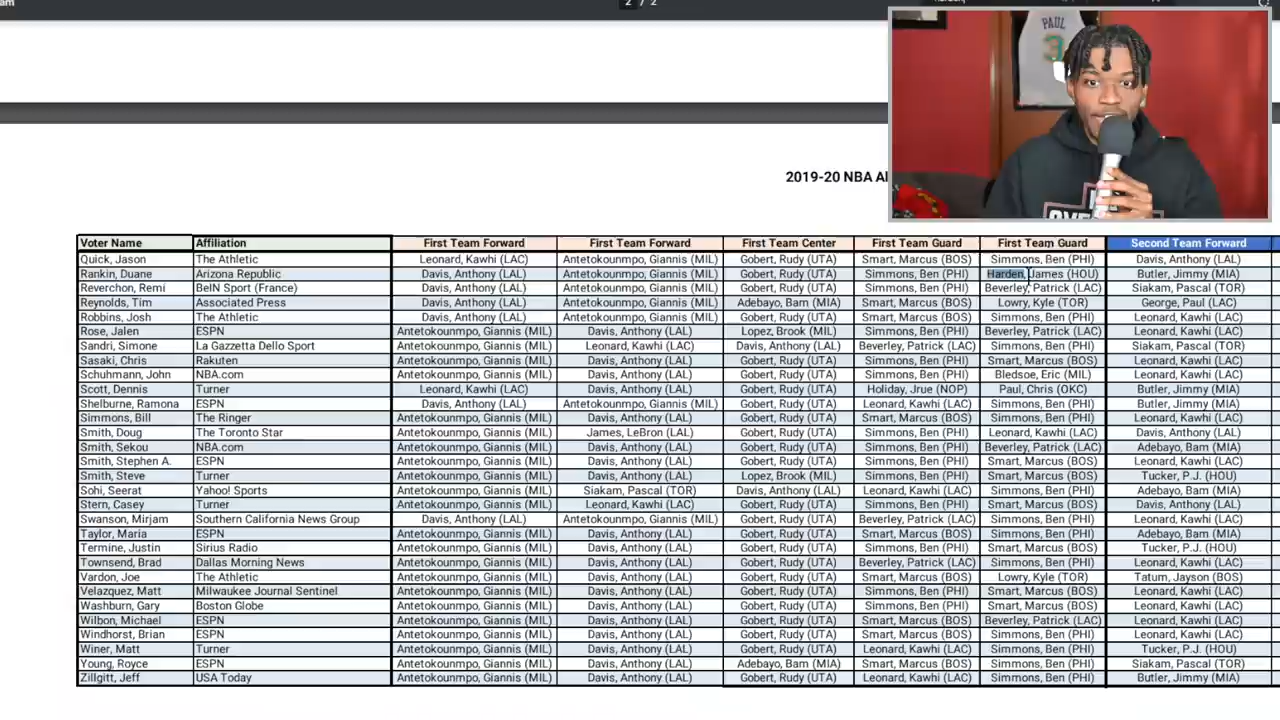 am
2 / 2
PAUL
3
2019-20 NBA Al
Voter Name Affiliation First Team Forward First Team Forward First Team Center First Team Guard First Team Guard Second Team Forward
Quick, Jason The Athletic Leonard, Kawhi (LAC) Antetokounmpo, Giannis (MIL) Gobert, Rudy (UTA) Smart, Marcus (BOS) Simmons, Ben (PHI) Davis, Anthony (LAL)
Rankin, Duane Arizona Republic Davis, Anthony (LAL) Antetokounmpo, Giannis (MIL) Gobert, Rudy (UTA) Simmons, Ben (PHI) Harden, James (HOU) Butler, Jimmy (MIA)
Reverchon, Remi BeIN Sport (France) Davis, Anthony (LAL) Antetokounmpo, Giannis (MIL) Gobert, Rudy (UTA) Simmons, Ben (PHI) Beverley, Patrick (LAC) Siakam, Pascal (TOR)
Reynolds, Tim Associated Press Davis, Anthony (LAL) Antetokounmpo, Giannis (MIL) Adebayo, Bam (MIA) Smart, Marcus (BOS) Lowry, Kyle (TOR) George, Paul (LAC)
Robbins, Josh The Athletic Davis, Anthony (LAL) Antetokounmpo, Giannis (MIL) Gobert, Rudy (UTA) Smart, Marcus (BOS) Simmons, Ben (PHI) Leonard, Kawhi (LAC)
Rose, Jalen ESPN Antetokounmpo, Giannis (MIL) Davis, Anthony (LAL) Lopez, Brook (MIL) Simmons, Ben (PHI) Beverley, Patrick (LAC) Leonard, Kawhi (LAC)
Sandri, Simone La Gazzetta Dello Sport Antetokounmpo, Giannis (MIL) Leonard, Kawhi (LAC) Davis, Anthony (LAL) Beverley, Patrick (LAC) Simmons, Ben (PHI) Siakam, Pascal (TOR)
Sasaki, Chris Rakuten Antetokounmpo, Giannis (MIL) Davis, Anthony (LAL) Gobert, Rudy (UTA) Simmons, Ben (PHI) Smart, Marcus (BOS) Leonard, Kawhi (LAC)
Schuhmann, John NBA.com Antetokounmpo, Giannis (MIL) Davis, Anthony (LAL) Gobert, Rudy (UTA) Simmons, Ben (PHI) Bledsoe, Eric (MIL) Leonard, Kawhi (LAC)
Scott, Dennis Turner Leonard, Kawhi (LAC) Antetokounmpo, Giannis (MIL) Gobert, Rudy (UTA) Holiday, Jrue (NOP) Paul, Chris (OKC) Butler, Jimmy (MIA)
Shelburne, Ramona ESPN Davis, Anthony (LAL) Antetokounmpo, Giannis (MIL) Gobert, Rudy (UTA) Leonard, Kawhi (LAC) Simmons, Ben (PHI) Butler, Jimmy (MIA)
Simmons, Bill The Ringer Antetokounmpo, Giannis (MIL) Davis, Anthony (LAL) Gobert, Rudy (UTA) Smart, Marcus (BOS) Simmons, Ben (PHI) Leonard, Kawhi (LAC)
Smith, Doug The Toronto Star Antetokounmpo, Giannis (MIL) James, LeBron (LAL) Gobert, Rudy (UTA) Simmons, Ben (PHI) Leonard, Kawhi (LAC) Davis, Anthony (LAL)
Smith, Sekou NBA.com Antetokounmpo, Giannis (MIL) Davis, Anthony (LAL) Gobert, Rudy (UTA) Simmons, Ben (PHI) Beverley, Patrick (LAC) Adebayo, Bam (MIA)
Smith, Stephen A. ESPN Antetokounmpo, Giannis (MIL) Davis, Anthony (LAL) Gobert, Rudy (UTA) Simmons, Ben (PHI) Smart, Marcus (BOS) Leonard, Kawhi (LAC)
Smith, Steve Turner Antetokounmpo, Giannis (MIL) Davis, Anthony (LAL) Lopez, Brook (MIL) Simmons, Ben (PHI) Smart, Marcus (BOS) Tucker, P.J. (HOU)
Sohi, Seerat Yahoo! Sports Antetokounmpo, Giannis (MIL) Siakam, Pascal (TOR) Davis, Anthony (LAL) Leonard, Kawhi (LAC) Simmons, Ben (PHI) Adebayo, Bam (MIA)
Stern, Casey Turner Antetokounmpo, Giannis (MIL) Leonard, Kawhi (LAC) Gobert, Rudy (UTA) Simmons, Ben (PHI) Smart, Marcus (BOS) Davis, Anthony (LAL)
Swanson, Mirjam Southern California News Group Davis, Anthony (LAL) Antetokounmpo, Giannis (MIL) Gobert, Rudy (UTA) Beverley, Patrick (LAC) Simmons, Ben (PHI) Leonard, Kawhi (LAC)
Taylor, Maria ESPN Antetokounmpo, Giannis (MIL) Davis, Anthony (LAL) Gobert, Rudy (UTA) Simmons, Ben (PHI) Smart, Marcus (BOS) Adebayo, Bam (MIA)
Termine, Justin Sirius Radio Antetokounmpo, Giannis (MIL) Davis, Anthony (LAL) Gobert, Rudy (UTA) Simmons, Ben (PHI) Smart, Marcus (BOS) Tucker, P.J. (HOU)
Townsend, Brad Dallas Morning News Antetokounmpo, Giannis (MIL) Davis, Anthony (LAL) Gobert, Rudy (UTA) Beverley, Patrick (LAC) Simmons, Ben (PHI) Leonard, Kawhi (LAC)
Vardon, Joe The Athletic Antetokounmpo, Giannis (MIL) Davis, Anthony (LAL) Gobert, Rudy (UTA) Smart, Marcus (BOS) Lowry, Kyle (TOR) Tatum, Jayson (BOS)
Velazquez, Matt Milwaukee Journal Sentinel Antetokounmpo, Giannis (MIL) Davis, Anthony (LAL) Gobert, Rudy (UTA) Simmons, Ben (PHI) Smart, Marcus (BOS) Leonard, Kawhi (LAC)
Washburn, Gary Boston Globe Antetokounmpo, Giannis (MIL) Davis, Anthony (LAL) Gobert, Rudy (UTA) Simmons, Ben (PHI) Smart, Marcus (BOS) Leonard, Kawhi (LAC)
Wilbon, Michael ESPN Antetokounmpo, Giannis (MIL) Davis, Anthony (LAL) Gobert, Rudy (UTA) Smart, Marcus (BOS) Beverley, Patrick (LAC) Leonard, Kawhi (LAC)
Windhorst, Brian ESPN Antetokounmpo, Giannis (MIL) Davis, Anthony (LAL) Gobert, Rudy (UTA) Smart, Marcus (BOS) Simmons, Ben (PHI) Leonard, Kawhi (LAC)
Winer, Matt Turner Antetokounmpo, Giannis (MIL) Davis, Anthony (LAL) Gobert, Rudy (UTA) Leonard, Kawhi (LAC) Simmons, Ben (PHI) Tucker, P.J. (HOU)
Young, Royce ESPN Antetokounmpo, Giannis (MIL) Davis, Anthony (LAL) Adebayo, Bam (MIA) Smart, Marcus (BOS) Simmons, Ben (PHI) Siakam, Pascal (TOR)
Zillgitt, Jeff USA Today Antetokounmpo, Giannis (MIL) Davis, Anthony (LAL) Gobert, Rudy (UTA) Leonard, Kawhi (LAC) Simmons, Ben (PHI) Butler, Jimmy (MIA)